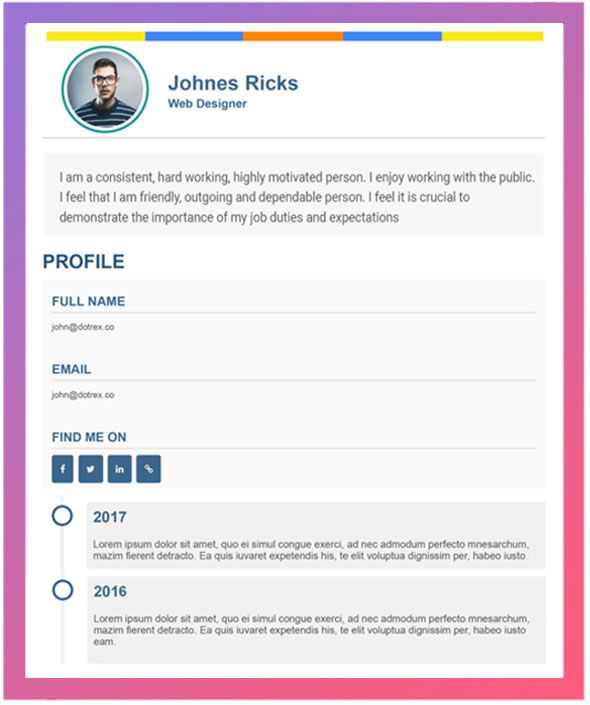 Johnes Ricks
Web Designer
I am a consistent, hard working, highly motivated person. I enjoy working with the public.
I feel that I am friendly, outgoing and dependable person. I feel it is crucial to
demonstrate the importance of my job duties and expectations
PROFILE
FULL NAME
john@dotrex.co
EMAIL
john@dotrex.co
FIND ME ON
2017
Lorem ipsum dolor sit amet, quo ei simul congue exerci, ad nec admodum perfecto mnesarchum,
mazim fierent detracto. Ea quis iuvaret expetendis his, te elit voluptua dignissim per, habeo iusto
2016
Lorem ipsum dolor sit amet, quo ei simul congue exerci, ad nec admodum perfecto mnesarchum,
mazim fierent detracto. Ea quis iuvaret expetendis his, te elit voluptua dignissim per, habeo iusto
eam.